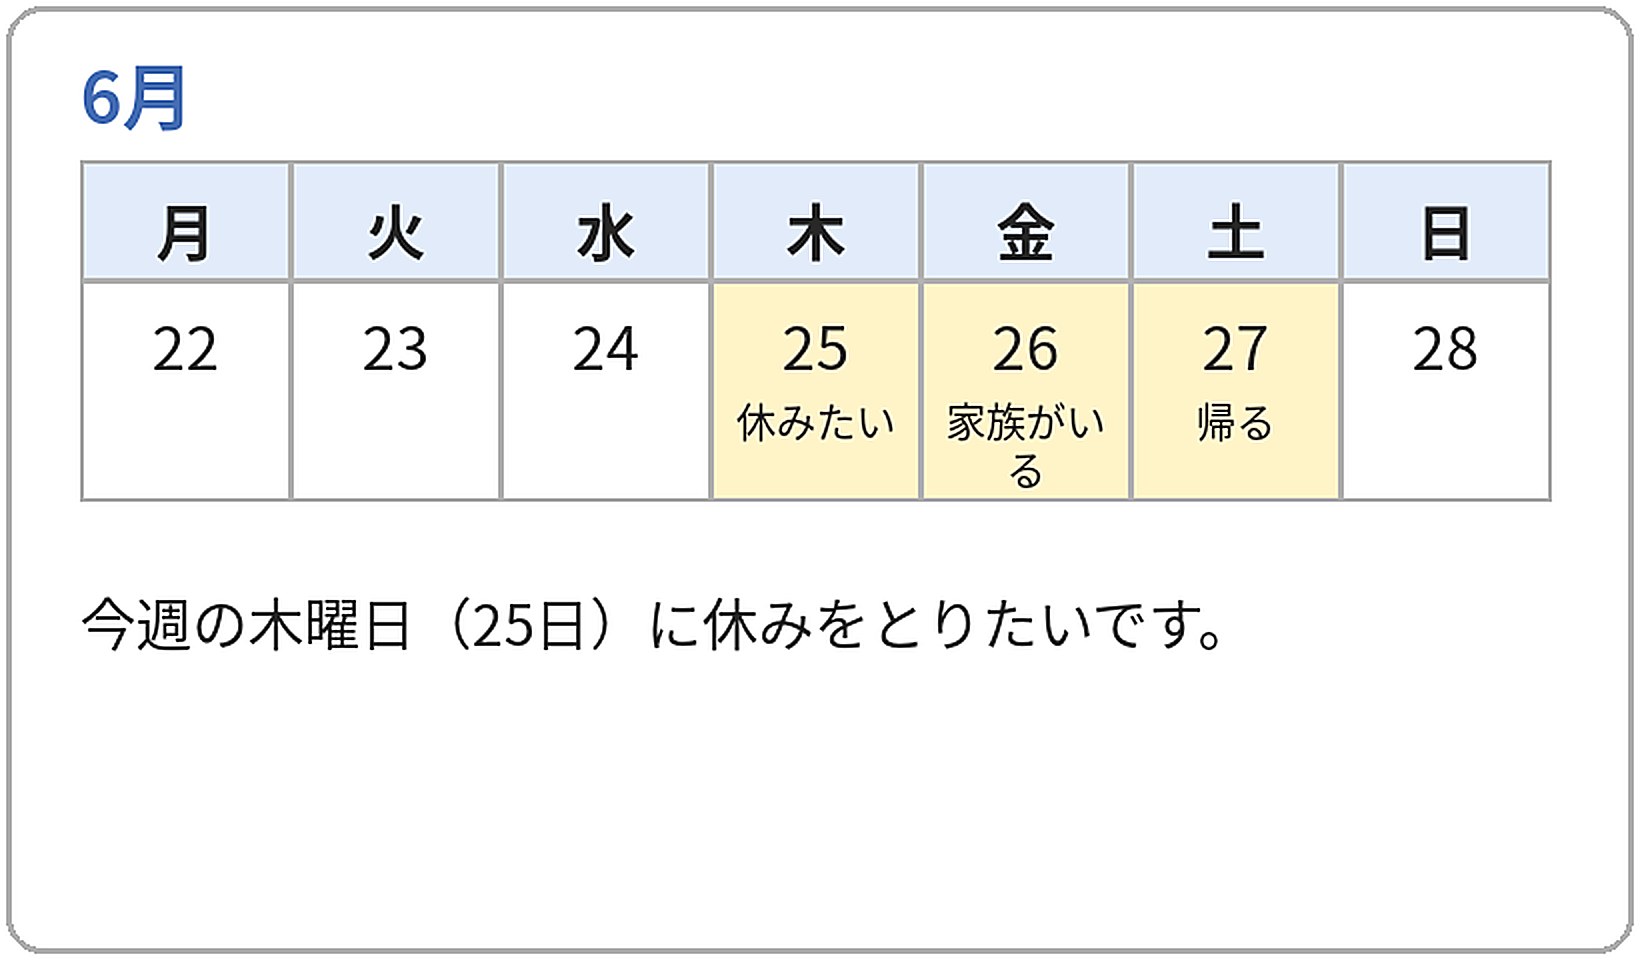 6月
月 火 水 木 金 土 日
22 23 24 25 26 27 28
休みたい 家族がい 帰る
る
今週の木曜日（25日）に休みをとりたいです。